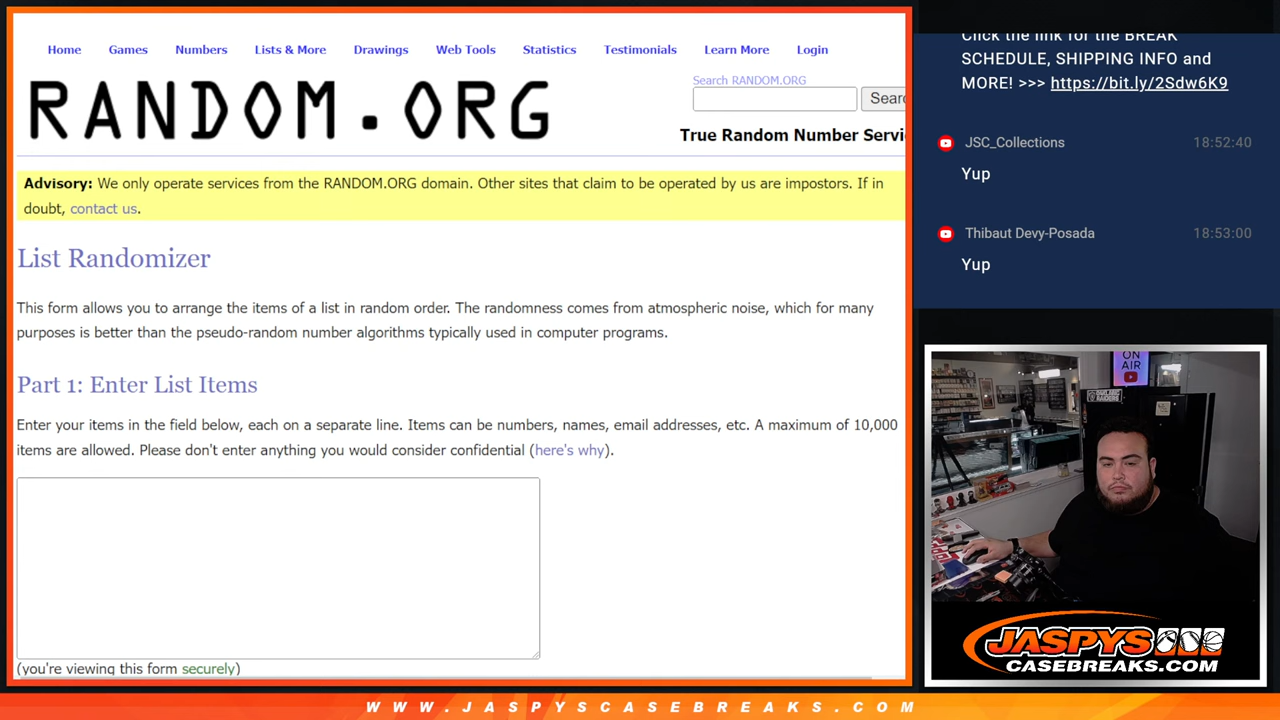 Home Games Numbers Lists & More Drawings Web Tools Statistics Testimonials Learn More Login
RANDOM.ORG
Search RANDOM.ORG
Searc
True Random Number Servi
Advisory: We only operate services from the RANDOM.ORG domain. Other sites that claim to be operated by us are impostors. If in
doubt, contact us.
List Randomizer
This form allows you to arrange the items of a list in random order. The randomness comes from atmospheric noise, which for many
purposes is better than the pseudo-random number algorithms typically used in computer programs.
Part 1: Enter List Items
Enter your items in the field below, each on a separate line. Items can be numbers, names, email addresses, etc. A maximum of 10,000
items are allowed. Please don't enter anything you would consider confidential (here's why).
(you're viewing this form securely)
Click the link for the BREAK
SCHEDULE, SHIPPING INFO and
MORE! >>> https://bit.ly/2Sdw6K9
JSC_Collections 18:52:40
Yup
Thibaut Devy-Posada 18:53:00
Yup
ON
AIR
JASPYS
CASEBREAKS.COM
WWW.JASPYSCASEBREAKS.COM